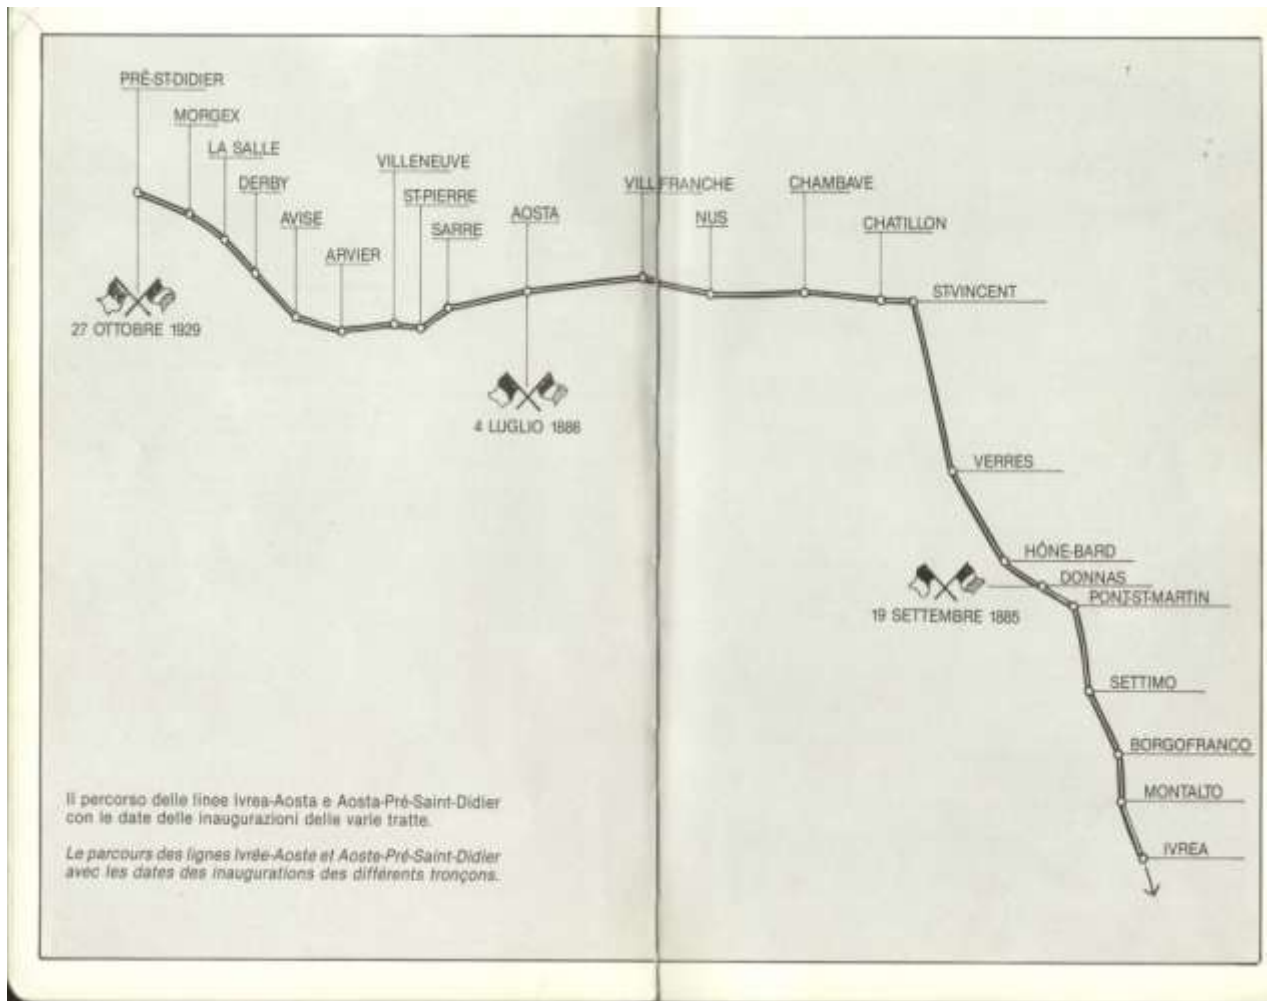 PRÉ-ST-DIDIER
MORGEX
LA SALLE
DERBY
AVISE
ARVIER
VILLENEUVE
ST-PIERRE
SARRE
AOSTA
VILLFRANCHE
NUS
CHAMBAVE
CHATILLON
ST-VINCENT
27 OTTOBRE 1929
4 LUGLIO 1886
VERRES
HÔNE-BARD
DONNAS
PONT-ST-MARTIN
19 SETTEMBRE 1885
SETTIMO
BORGOFRANCO
MONTALTO
IVREA
Il percorso delle linee Ivrea-Aosta e Aosta-Pré-Saint-Didier
con le date delle inaugurazioni delle varie tratte.
Le parcours des lignes Ivrée-Aoste et Aoste-Pré-Saint-Didier
avec les dates des inaugurations des différents tronçons.